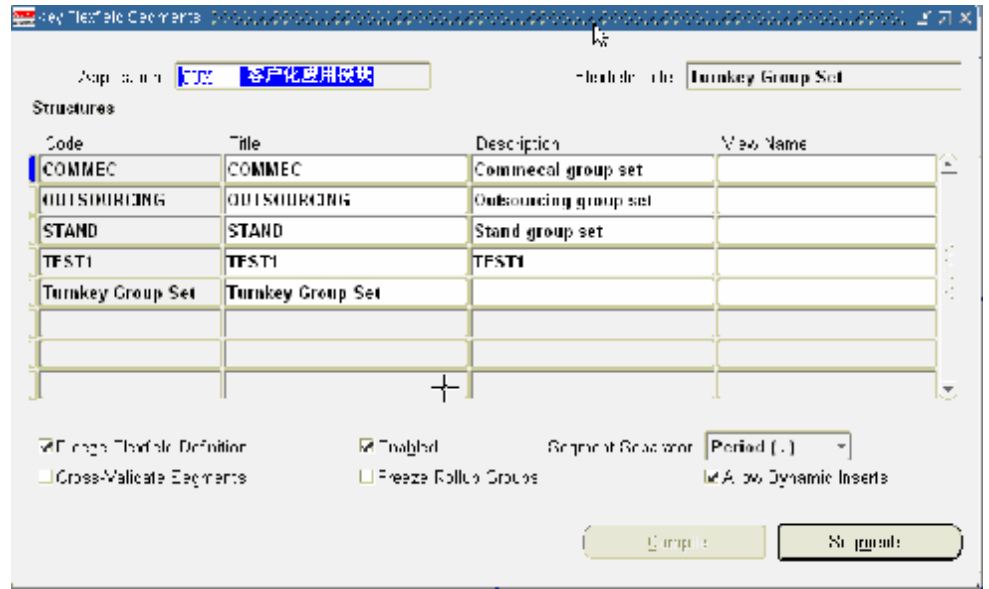 Key Flexfield Segments
Application 客户化应用模块 Flexfield Title Turnkey Group Set
Structures
Code Title Description View Name
COMMEC COMMEC Commecal group set
OUTSOURCING OUTSOURCING Outsourcing group set
STAND STAND Stand group set
TEST1 TEST1 TEST1
Turnkey Group Set Turnkey Group Set
Freeze Flexfield Definition Enabled Segment Separator Period (.)
Cross-Validate Segments Freeze Rollup Groups Allow Dynamic Inserts
Compile Segments